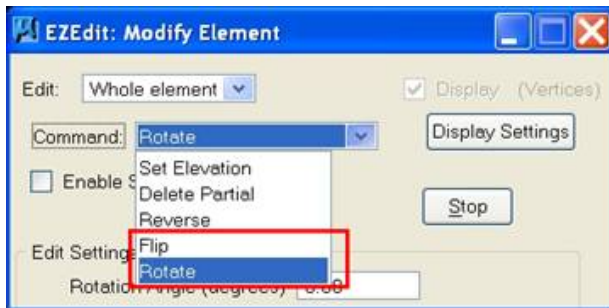 EZEdit: Modify Element
Edit: Whole element Display (Vertices)
Command: Rotate Display Settings
Set Elevation
Enable S
Delete Partial
Reverse
Stop
Flip
Edit Setting
Rotate
Rotation Angle (degrees)